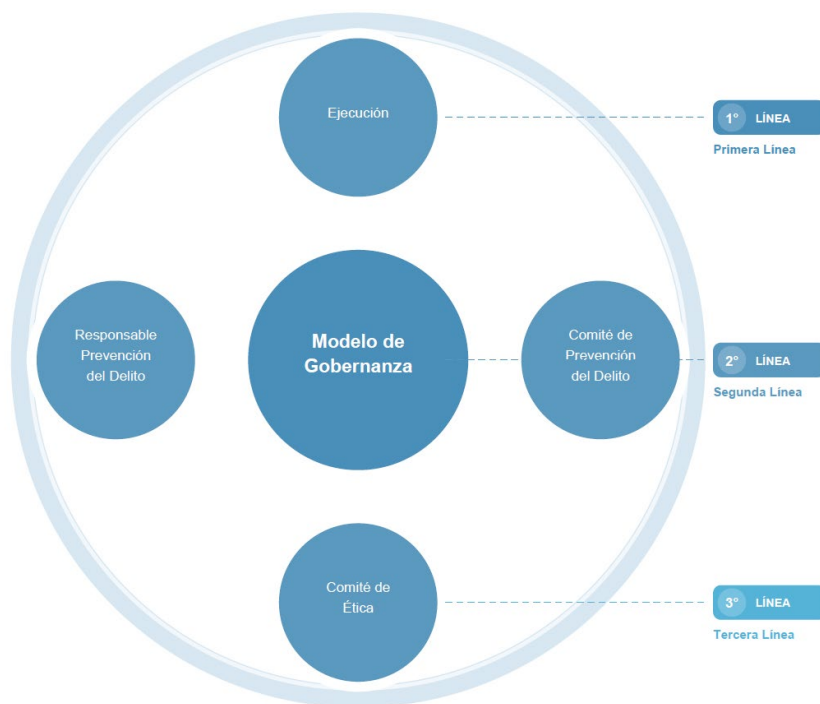 Ejecución
1° LÍNEA
Primera Línea
Responsable
Prevención
del Delito
Modelo de
Gobernanza
Comité de
Prevención
del Delito
2° LÍNEA
Segunda Línea
Comité de
Ética
3° LÍNEA
Tercera Línea